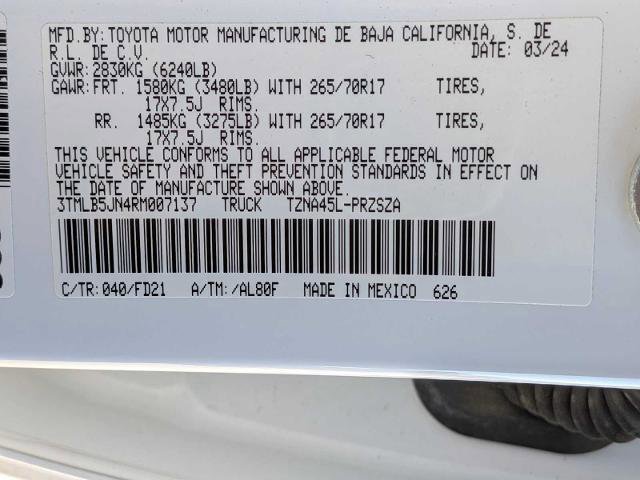 MFD.BY: TOYOTA MOTOR MANUFACTURING DE BAJA CALIFORNIA, S. DE
R.L. DE C.V. DATE: 03/24
GVWR: 2830KG (6240LB)
GAWR: FRT. 1580KG (3480LB) WITH 265/70R17 TIRES,
17X7.5J RIMS.
RR. 1485KG (3275LB) WITH 265/70R17 TIRES,
17X7.5J RIMS.
THIS VEHICLE CONFORMS TO ALL APPLICABLE FEDERAL MOTOR
VEHICLE SAFETY AND THEFT PREVENTION STANDARDS IN EFFECT ON
THE DATE OF MANUFACTURE SHOWN ABOVE.
3TMLB5JN4RM007137 TRUCK TZNA45L-PRZSZA
C/TR: 040/FD21 A/TM: /AL80F MADE IN MEXICO 626